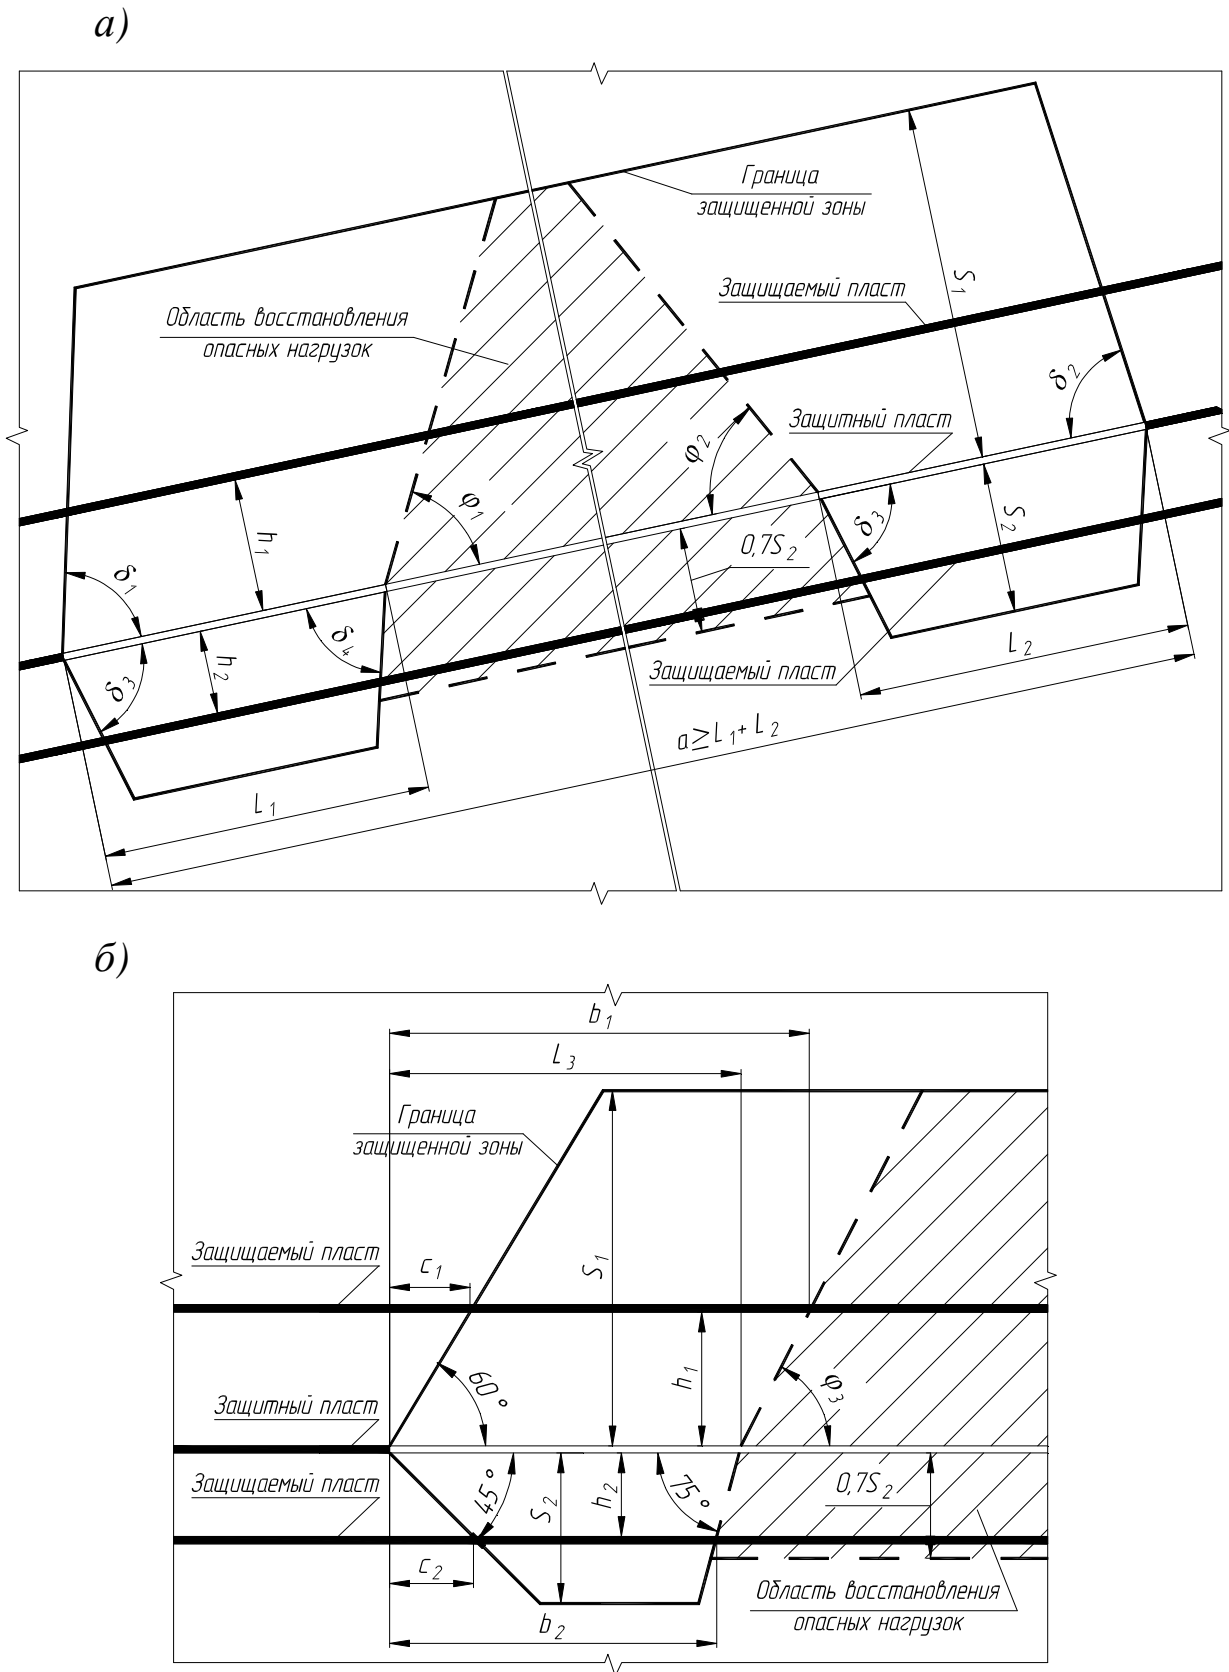 а)
Граница
защищенной зоны
S₁
Защищаемый пласт
Область восстановления
опасных нагрузок
δ₂
Защитный пласт
φ₂
φ₁
δ₃
S₂
h₁
0,7S₂
δ₁
δ₄
h₂
L₂
Защищаемый пласт
δ₃
a≥L₁+L₂
L₁
б)
b₁
L₃
Граница
защищенной зоны
Защищаемый пласт
c₁
S₁
h₁
60°
φ₃
Защитный пласт
Защищаемый пласт
45°
S₂
h₂
75°
0,7S₂
c₂
Область восстановления
опасных нагрузок
b₂